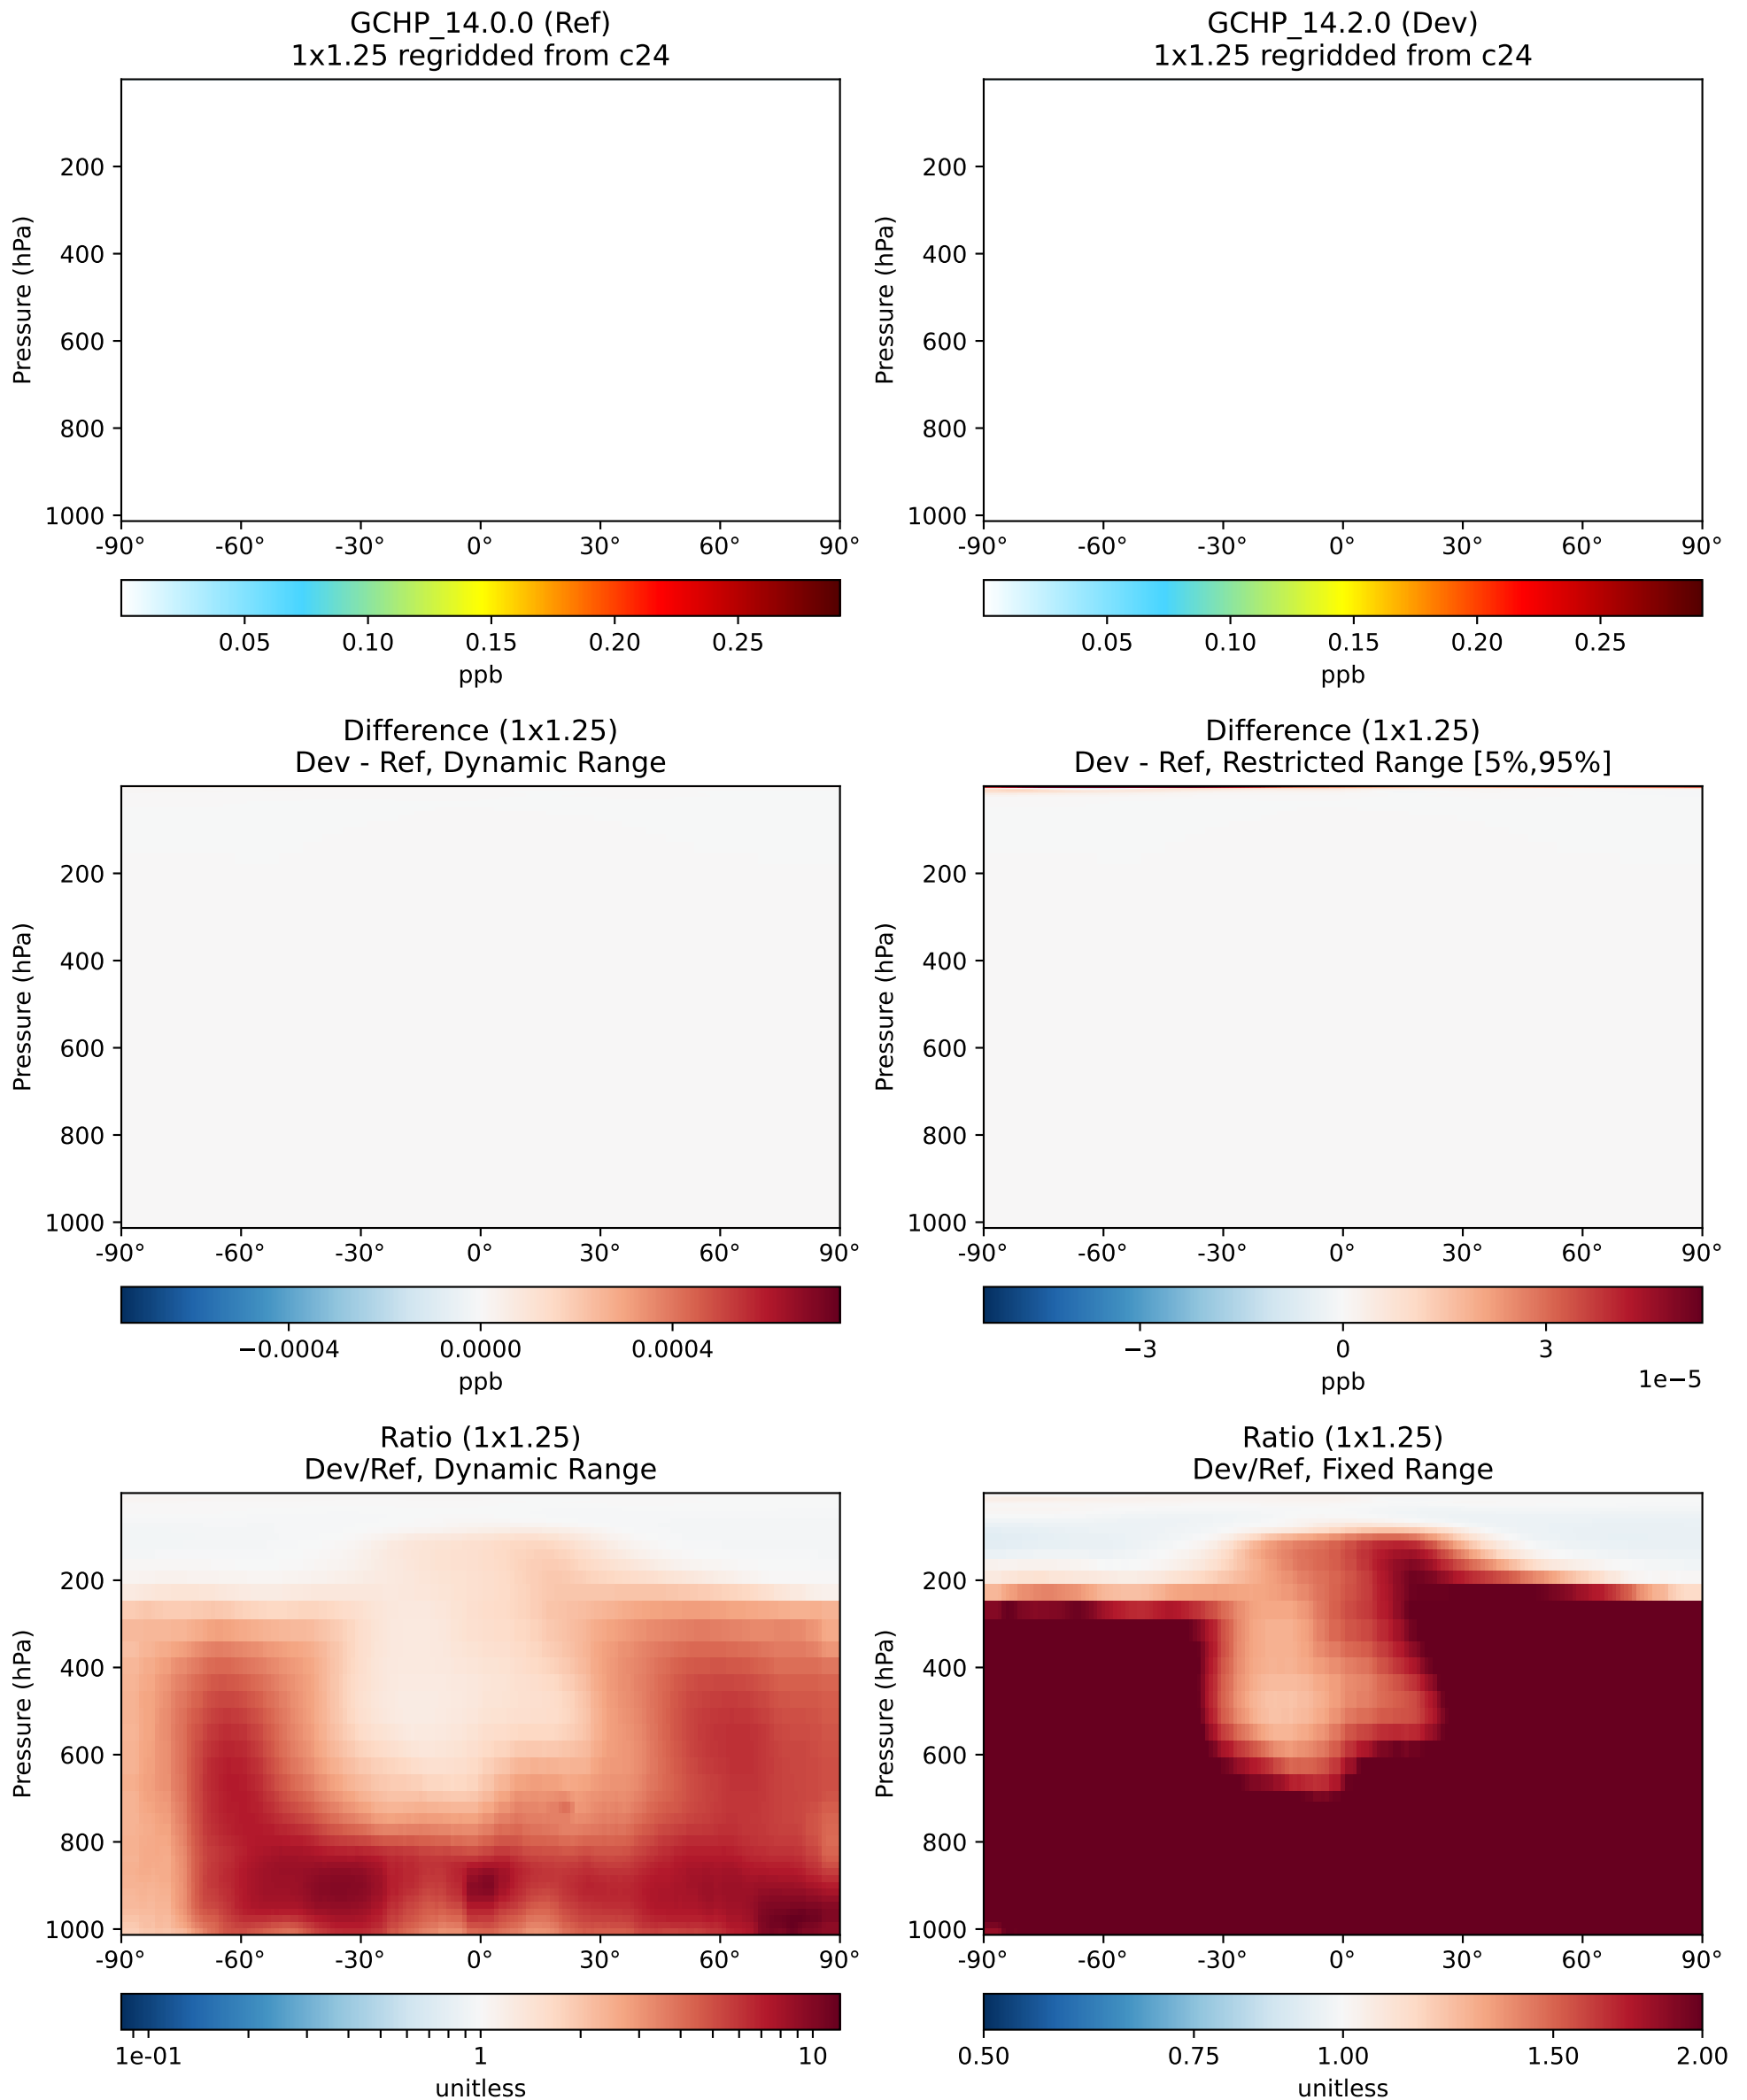 GCHP_14.0.0 (Ref)
1x1.25 regridded from c24
Pressure (hPa)
200
400
600
800
1000
-90° -60° -30° 0° 30° 60° 90°
0.05 0.10 0.15 0.20 0.25
ppb
GCHP_14.2.0 (Dev)
1x1.25 regridded from c24
Pressure (hPa)
200
400
600
800
1000
-90° -60° -30° 0° 30° 60° 90°
0.05 0.10 0.15 0.20 0.25
ppb
Difference (1x1.25)
Dev - Ref, Dynamic Range
Pressure (hPa)
200
400
600
800
1000
-90° -60° -30° 0° 30° 60° 90°
−0.0004 0.0000 0.0004
ppb
Difference (1x1.25)
Dev - Ref, Restricted Range [5%,95%]
Pressure (hPa)
200
400
600
800
1000
-90° -60° -30° 0° 30° 60° 90°
−3 0 3
ppb
1e−5
Ratio (1x1.25)
Dev/Ref, Dynamic Range
Pressure (hPa)
200
400
600
800
1000
-90° -60° -30° 0° 30° 60° 90°
1e-01 1 10
unitless
Ratio (1x1.25)
Dev/Ref, Fixed Range
Pressure (hPa)
200
400
600
800
1000
-90° -60° -30° 0° 30° 60° 90°
0.50 0.75 1.00 1.50 2.00
unitless